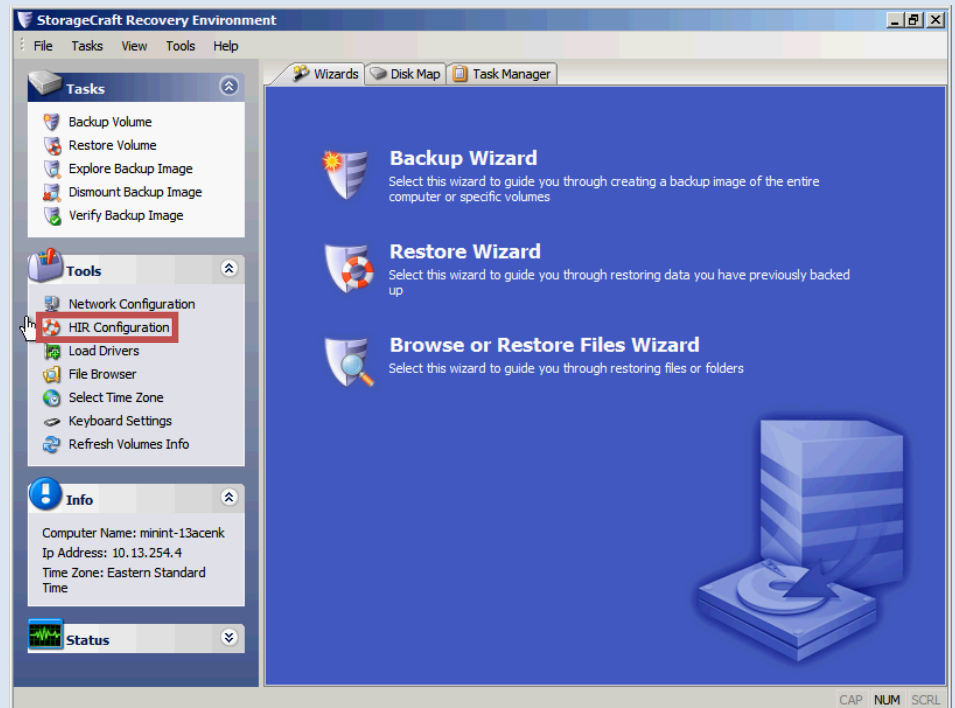 StorageCraft Recovery Environment
File Tasks View Tools Help
Wizards Disk Map Task Manager
Tasks
Backup Volume
Restore Volume
Explore Backup Image
Dismount Backup Image
Verify Backup Image
Tools
Network Configuration
HIR Configuration
Load Drivers
File Browser
Select Time Zone
Keyboard Settings
Refresh Volumes Info
Info
Computer Name: minint-13acenk
Ip Address: 10.13.254.4
Time Zone: Eastern Standard
Time
Status
Backup Wizard
Select this wizard to guide you through creating a backup image of the entire
computer or specific volumes
Restore Wizard
Select this wizard to guide you through restoring data you have previously backed
up
Browse or Restore Files Wizard
Select this wizard to guide you through restoring files or folders
CAP NUM SCRL